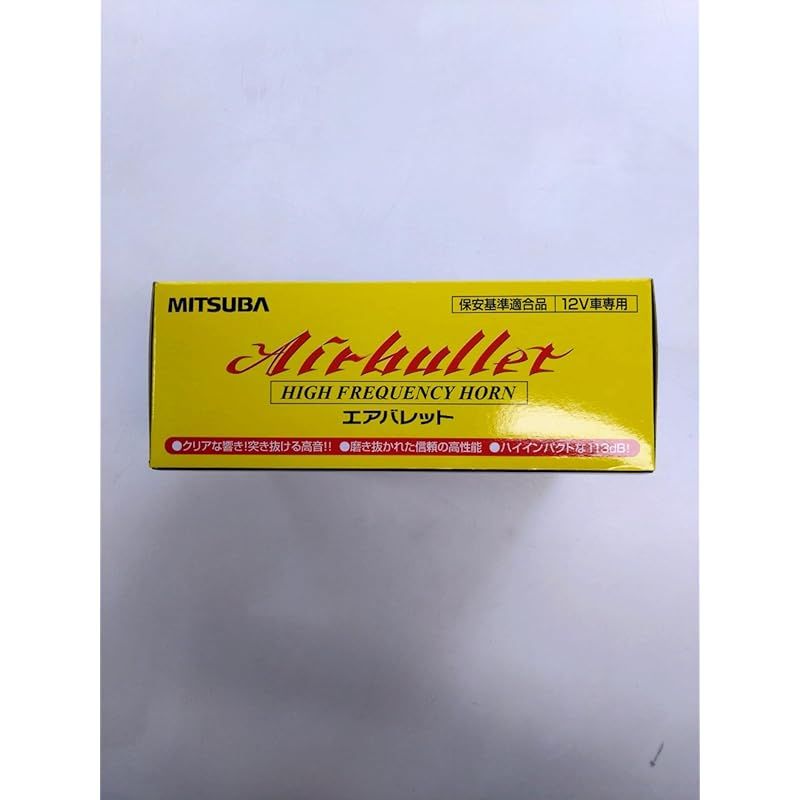 MITSUBA
保安基準適合品 12V車専用
Airbullet
HIGH FREQUENCY HORN
エアバレット
●クリアな響き!突き抜ける高音!! ●磨き抜かれた信頼の高性能 ●ハイインパクトな113dB!